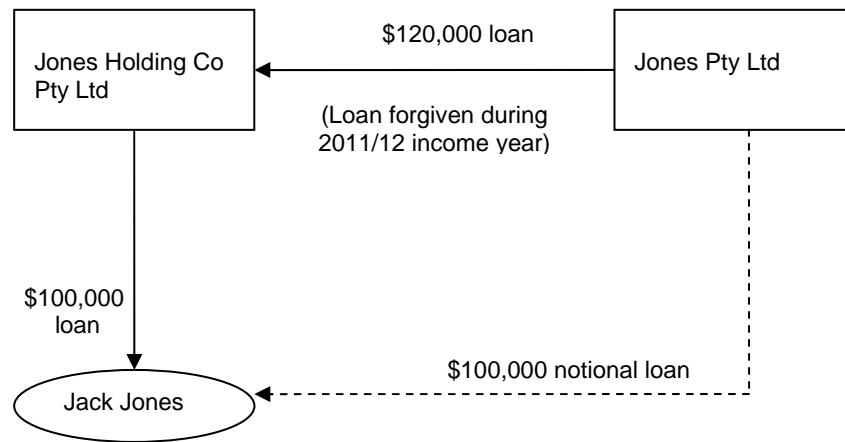 $120,000 loan
Jones Holding Co
Pty Ltd
Jones Pty Ltd
(Loan forgiven during
2011/12 income year)
$100,000
loan
$100,000 notional loan
Jack Jones